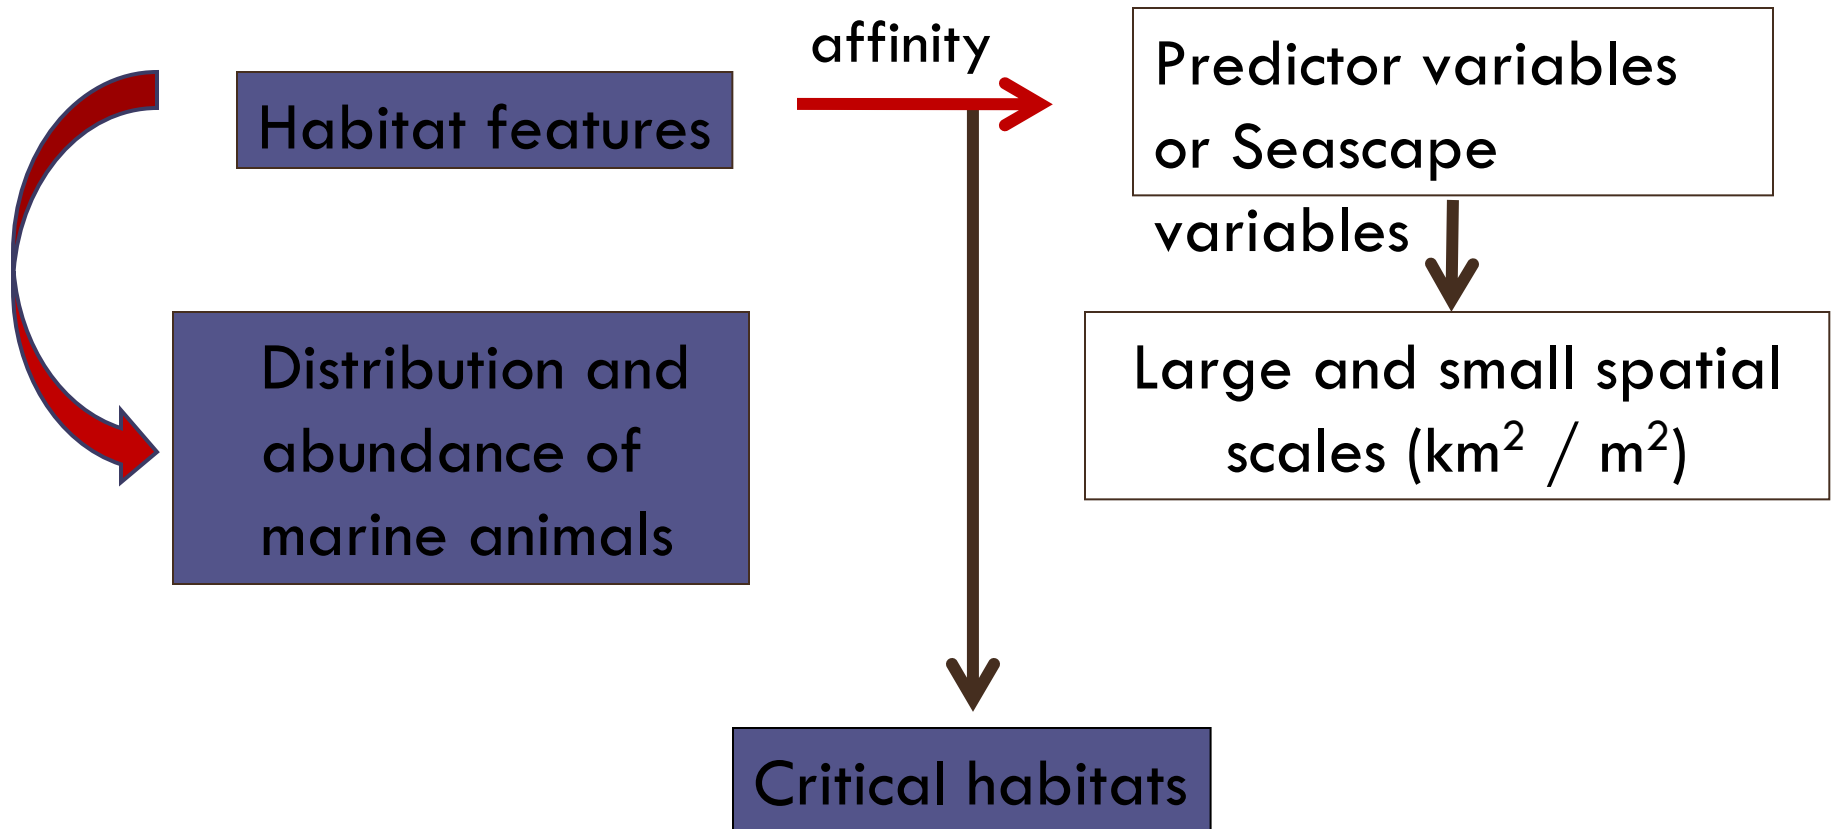 affinity
Habitat features
Predictor variables
or Seascape
variables
Distribution and
abundance of
marine animals
Large and small spatial
scales (km² / m²)
Critical habitats